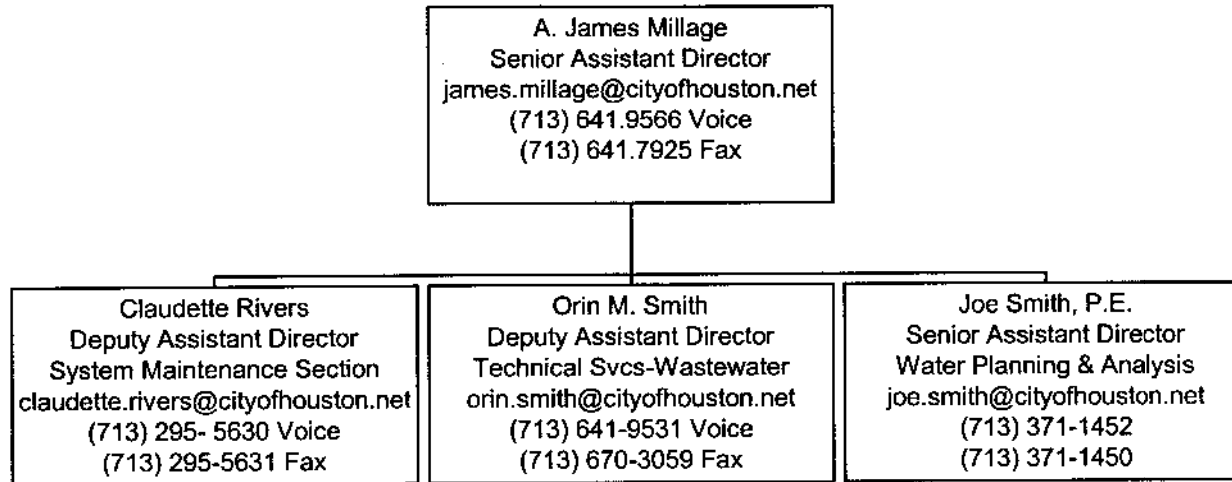 A. James Millage
Senior Assistant Director
james.millage@cityofhouston.net
(713) 641.9566 Voice
(713) 641.7925 Fax
Claudette Rivers
Deputy Assistant Director
System Maintenance Section
claudette.rivers@cityofhouston.net
(713) 295- 5630 Voice
(713) 295-5631 Fax
Orin M. Smith
Deputy Assistant Director
Technical Svcs-Wastewater
orin.smith@cityofhouston.net
(713) 641-9531 Voice
(713) 670-3059 Fax
Joe Smith, P.E.
Senior Assistant Director
Water Planning & Analysis
joe.smith@cityofhouston.net
(713) 371-1452
(713) 371-1450